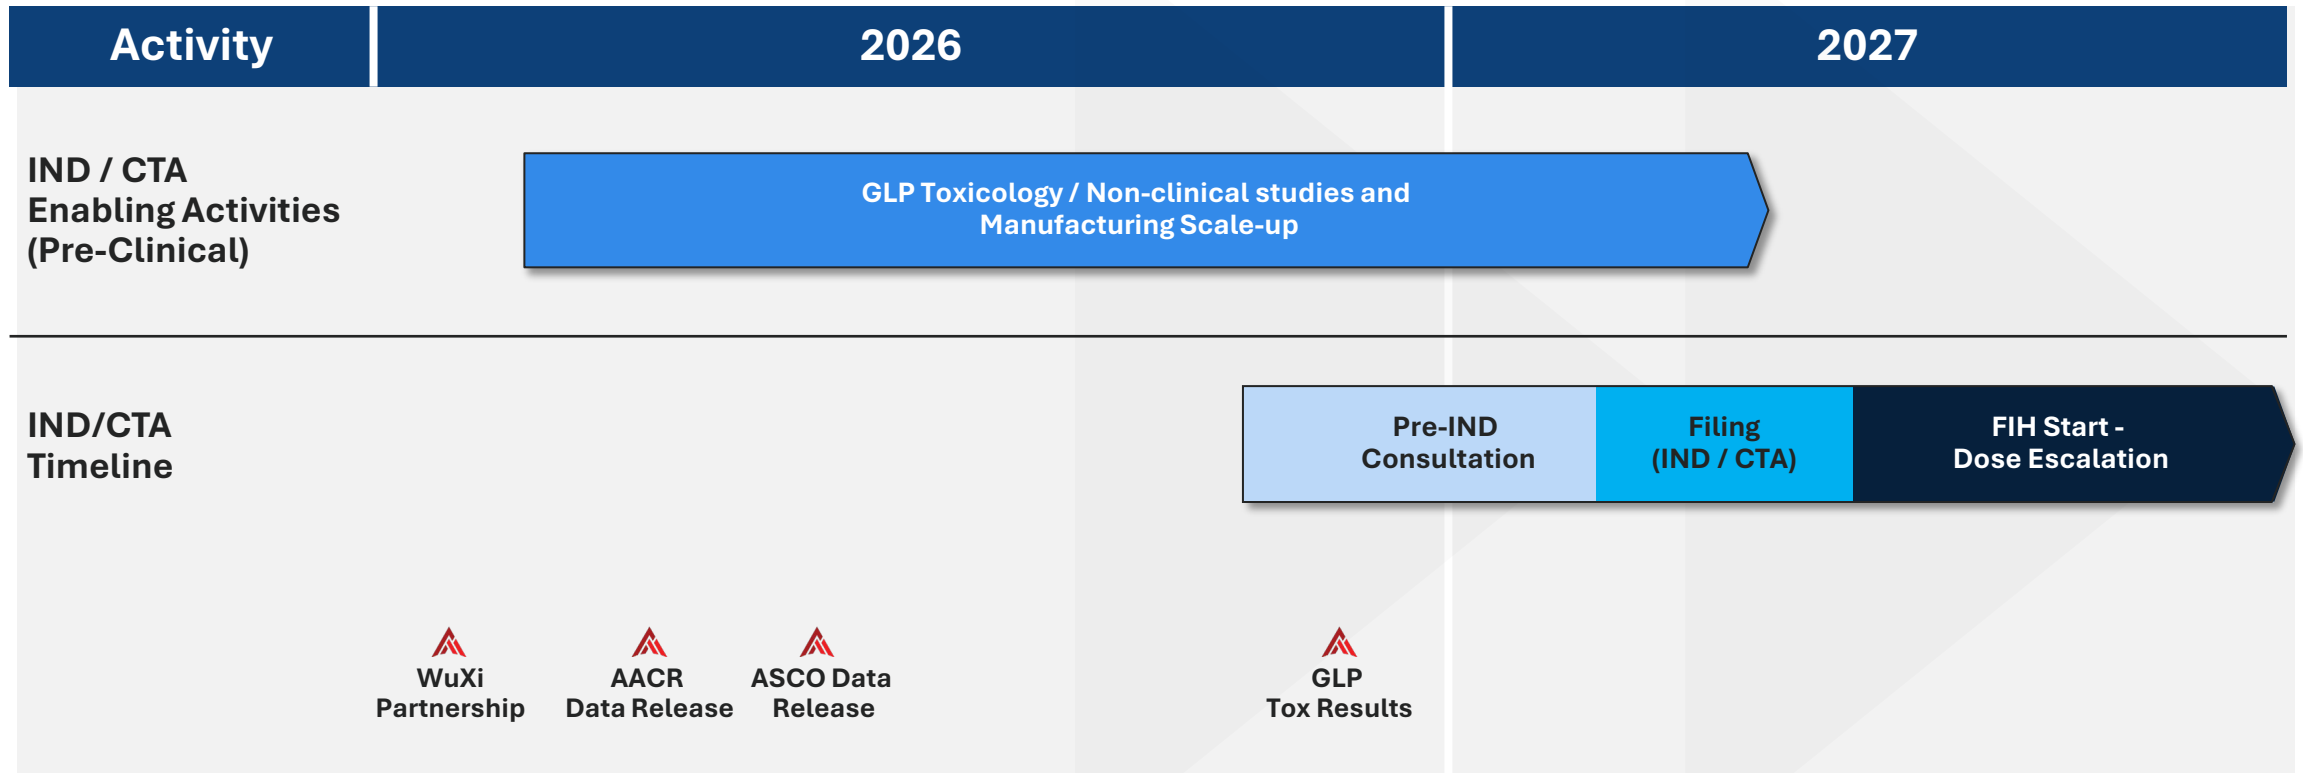 Activity
2026
2027
IND / CTA
Enabling Activities
(Pre-Clinical)
GLP Toxicology / Non-clinical studies and
Manufacturing Scale-up
IND/CTA
Timeline
Pre-IND
Consultation
Filing
(IND / CTA)
FIH Start -
Dose Escalation
WuXi
Partnership
AACR
Data Release
ASCO Data
Release
GLP
Tox Results